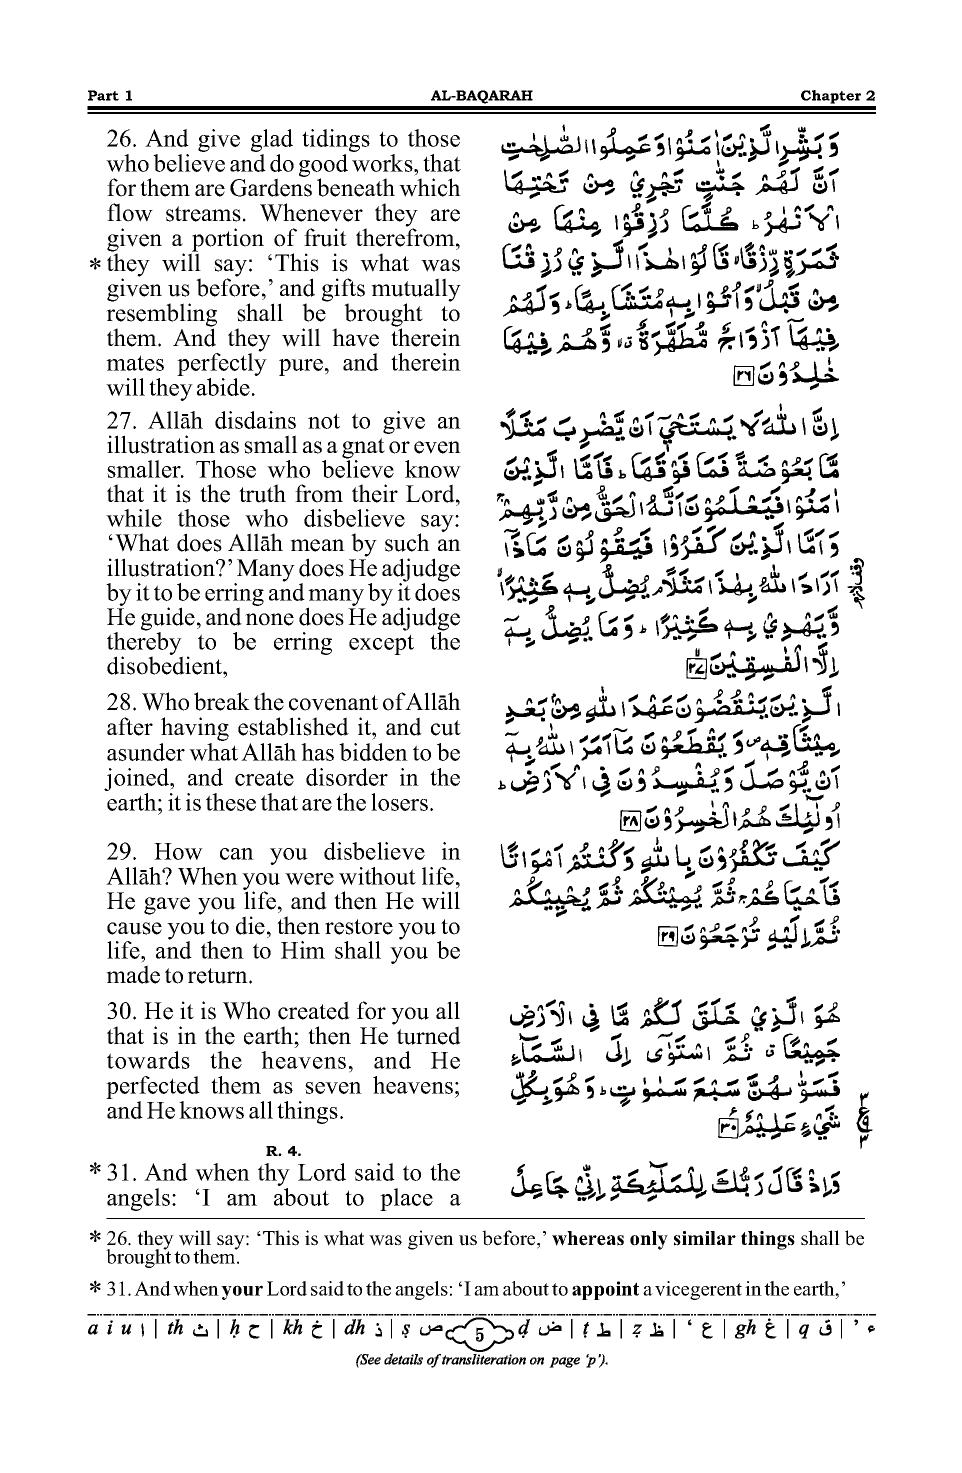 Part 1 AL-BAQARAH Chapter 2
26. And give glad tidings to those
who believe and do good works, that
for them are Gardens beneath which
flow streams. Whenever they are
given a portion of fruit therefrom,
* they will say: ‘This is what was
given us before,’ and gifts mutually
resembling shall be brought to
them. And they will have therein
mates perfectly pure, and therein
will they abide.
27. Allāh disdains not to give an
illustration as small as a gnat or even
smaller. Those who believe know
that it is the truth from their Lord,
while those who disbelieve say:
‘What does Allāh mean by such an
illustration?’ Many does He adjudge
by it to be erring and many by it does
He guide, and none does He adjudge
thereby to be erring except the
disobedient,
28. Who break the covenant of Allāh
after having established it, and cut
asunder what Allāh has bidden to be
joined, and create disorder in the
earth; it is these that are the losers.
29. How can you disbelieve in
Allāh? When you were without life,
He gave you life, and then He will
cause you to die, then restore you to
life, and then to Him shall you be
made to return.
30. He it is Who created for you all
that is in the earth; then He turned
towards the heavens, and He
perfected them as seven heavens;
and He knows all things.
R. 4.
* 31. And when thy Lord said to the
angels: ‘I am about to place a
وَبَشِّرِ الَّذِيْنَ اٰمَنُوْا وَعَمِلُوا الصّٰلِحٰتِ
اَنَّ لَهُمْ جَنّٰتٍ تَجْرِيْ مِنْ تَحْتِهَا
الْاَنْهٰرُ ؕ كُلَّمَا رُزِقُوْا مِنْهَا مِنْ
ثَمَرَةٍ رِّزْقًا ۙ قَالُوْا هٰذَا الَّذِيْ رُزِقْنَا
مِنْ قَبْلُ ۙ وَاُتُوْا بِهٖ مُتَشَابِهًا ؕ وَلَهُمْ
فِيْهَاۤ اَزْوَاجٌ مُّطَهَّرَةٌ ۙ٭ وَّهُمْ فِيْهَا
خٰلِدُوْنَ ۲۶
اِنَّ اللّٰهَ لَا يَسْتَحْيٖۤ اَنْ يَّضْرِبَ مَثَلًا
مَّا بَعُوْضَةً فَمَا فَوْقَهَا ؕ فَاَمَّا الَّذِيْنَ
اٰمَنُوْا فَيَعْلَمُوْنَ اَنَّهُ الْحَقُّ مِنْ رَّبِّهِمْ ۚ
وَاَمَّا الَّذِيْنَ كَفَرُوْا فَيَقُوْلُوْنَ مَاذَاۤ
اَرَادَ اللّٰهُ بِهٰذَا مَثَلًا ۘ يُضِلُّ بِهٖ كَثِيْرًا ۙ
وَّيَهْدِيْ بِهٖ كَثِيْرًا ؕ وَمَا يُضِلُّ بِهٖۤ
اِلَّا الْفٰسِقِيْنَ ۲۷
الَّذِيْنَ يَنْقُضُوْنَ عَهْدَ اللّٰهِ مِنْۢ بَعْدِ
مِيْثَاقِهٖ ۪ وَيَقْطَعُوْنَ مَاۤ اَمَرَ اللّٰهُ بِهٖۤ
اَنْ يُّوْصَلَ وَيُفْسِدُوْنَ فِي الْاَرْضِ ؕ
اُولٰٓئِكَ هُمُ الْخٰسِرُوْنَ ۲۸
كَيْفَ تَكْفُرُوْنَ بِاللّٰهِ وَكُنْتُمْ اَمْوَاتًا
فَاَحْيَاكُمْ ۚ ثُمَّ يُمِيْتُكُمْ ثُمَّ يُحْيِيْكُمْ
ثُمَّ اِلَيْهِ تُرْجَعُوْنَ ۲۹
هُوَ الَّذِيْ خَلَقَ لَكُمْ مَّا فِي الْاَرْضِ
جَمِيْعًا ٭ ثُمَّ اسْتَوٰۤى اِلَى السَّمَآءِ
فَسَوّٰىهُنَّ سَبْعَ سَمٰوٰتٍ ؕ وَهُوَ بِكُلِّ
شَيْءٍ عَلِيْمٌ ۳۰
وَاِذْ قَالَ رَبُّكَ لِلْمَلٰٓئِكَةِ اِنِّيْ جَاعِلٌ
* 26. they will say: ‘This is what was given us before,’ whereas only similar things shall be
brought to them.
* 31. And when your Lord said to the angels: ‘I am about to appoint a vicegerent in the earth,’
a i u ا | th ث | ḥ ح | kh خ | dh ذ | ṣ ص 5 ḍ ض | ṭ ط | ẓ ظ | ‘ ع | gh غ | q ق | ’ ء
(See details of transliteration on page ‘p’).